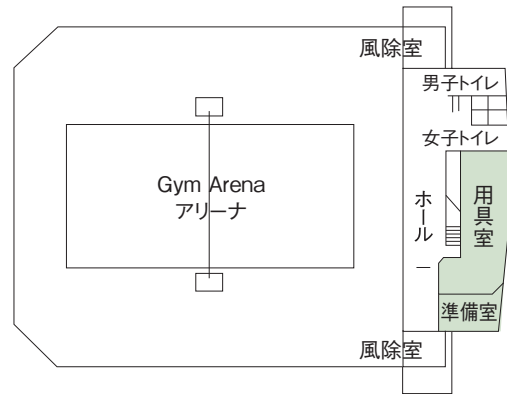 風除室
男子トイレ
女子トイレ
Gym Arena
アリーナ
ホール
用具室
準備室
風除室